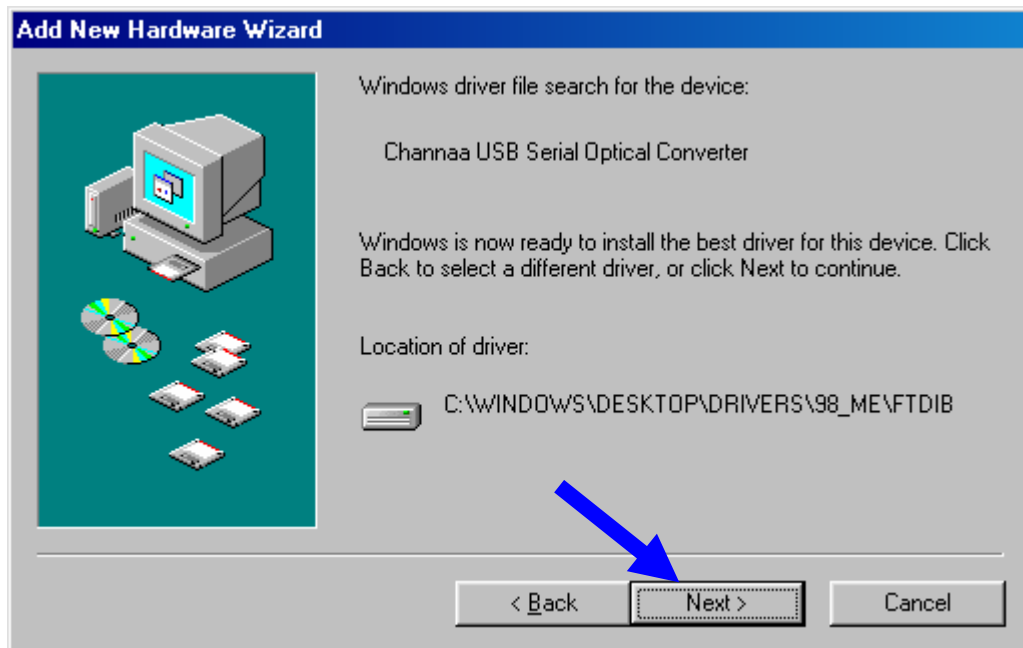 Add New Hardware Wizard
Windows driver file search for the device:
Channaa USB Serial Optical Converter
Windows is now ready to install the best driver for this device. Click
Back to select a different driver, or click Next to continue.
Location of driver:
C:\WINDOWS\DESKTOP\DRIVERS\98_ME\FTDIB
< Back
Next >
Cancel